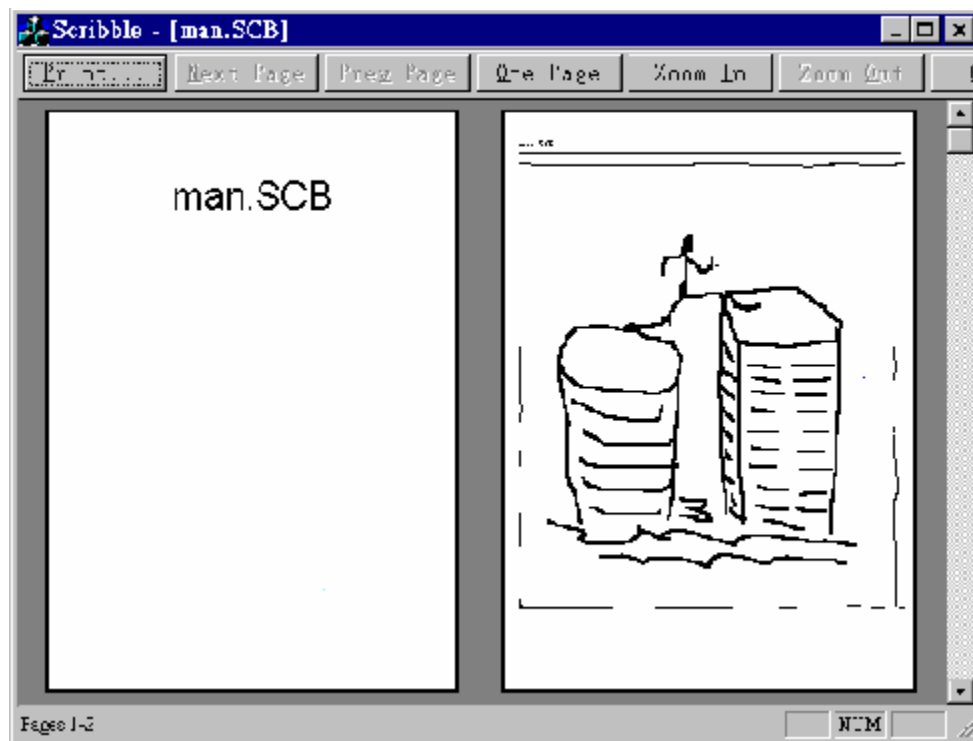 Scribble - [man.SCB]
Print... Next Page Prev Page One Page Zoom In Zoom Out
man.SCB
Pages 1-2
NUM